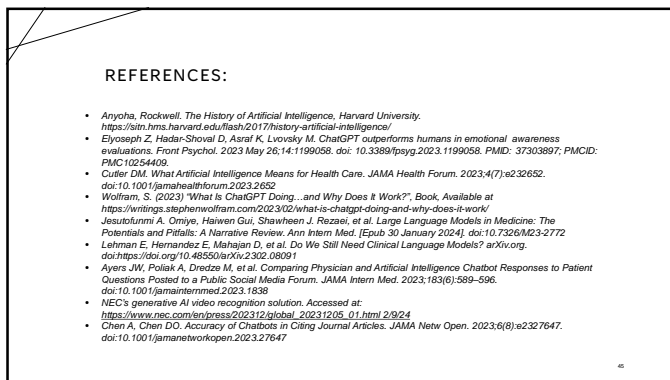 REFERENCES:
• Anyoha, Rockwell. The History of Artificial Intelligence, Harvard University.
https://sitn.hms.harvard.edu/flash/2017/history-artificial-intelligence/
• Elyoseph Z, Hadar-Shoval D, Asraf K, Lvovsky M. ChatGPT outperforms humans in emotional awareness
evaluations. Front Psychol. 2023 May 26;14:1199058. doi: 10.3389/fpsyg.2023.1199058. PMID: 37303897; PMCID:
PMC10254409.
• Cutler DM. What Artificial Intelligence Means for Health Care. JAMA Health Forum. 2023;4(7):e232652.
doi:10.1001/jamahealthforum.2023.2652
• Wolfram, S. (2023) “What Is ChatGPT Doing…and Why Does It Work?”, Book, Available at
https://writings.stephenwolfram.com/2023/02/what-is-chatgpt-doing-and-why-does-it-work/
• Jesutofunmi A. Omiye, Haiwen Gui, Shawheen J. Rezaei, et al. Large Language Models in Medicine: The
Potentials and Pitfalls: A Narrative Review. Ann Intern Med. [Epub 30 January 2024]. doi:10.7326/M23-2772
• Lehman E, Hernandez E, Mahajan D, et al. Do We Still Need Clinical Language Models? arXiv.org.
doi:https://doi.org/10.48550/arXiv.2302.08091
• Ayers JW, Poliak A, Dredze M, et al. Comparing Physician and Artificial Intelligence Chatbot Responses to Patient
Questions Posted to a Public Social Media Forum. JAMA Intern Med. 2023;183(6):589–596.
doi:10.1001/jamainternmed.2023.1838
• NEC's generative AI video recognition solution. Accessed at:
https://www.nec.com/en/press/202312/global_20231205_01.html 2/9/24
• Chen A, Chen DO. Accuracy of Chatbots in Citing Journal Articles. JAMA Netw Open. 2023;6(8):e2327647.
doi:10.1001/jamanetworkopen.2023.27647
45